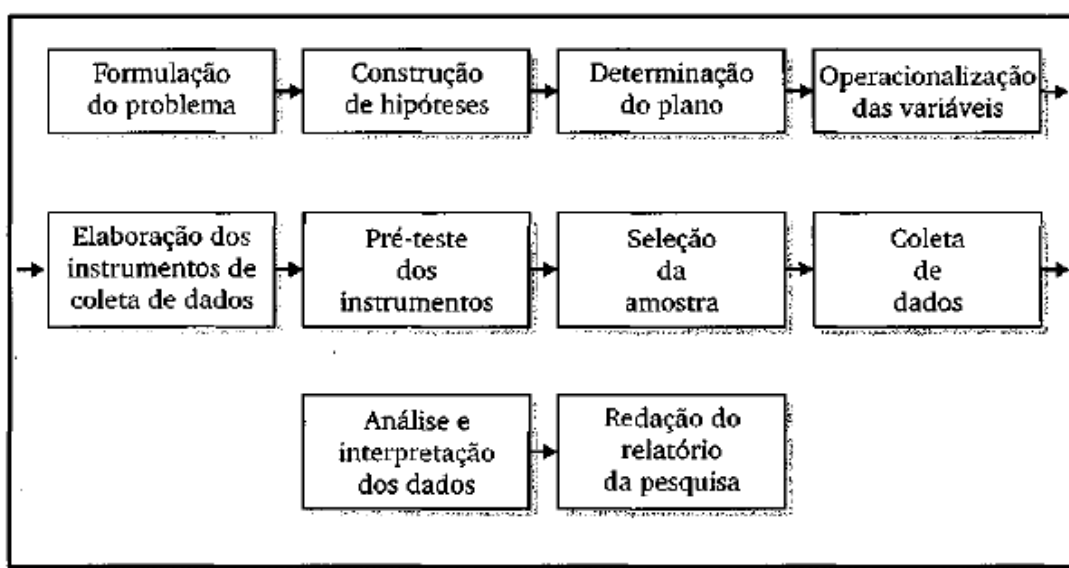 Formulação
do problema
Construção
de hipóteses
Determinação
do plano
Operacionalização
das variáveis
Elaboração dos
instrumentos de
coleta de dados
Pré-teste
dos
instrumentos
Seleção
da
amostra
Coleta
de
dados
Análise e
interpretação
dos dados
Redação do
relatório
da pesquisa